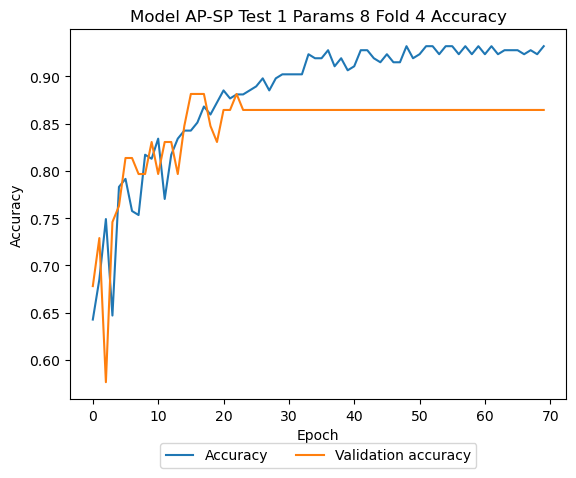 Model AP-SP Test 1 Params 8 Fold 4 Accuracy
Accuracy
0.90
0.85
0.80
0.75
0.70
0.65
0.60
0 10 20 30 40 50 60 70
Epoch
Accuracy Validation accuracy